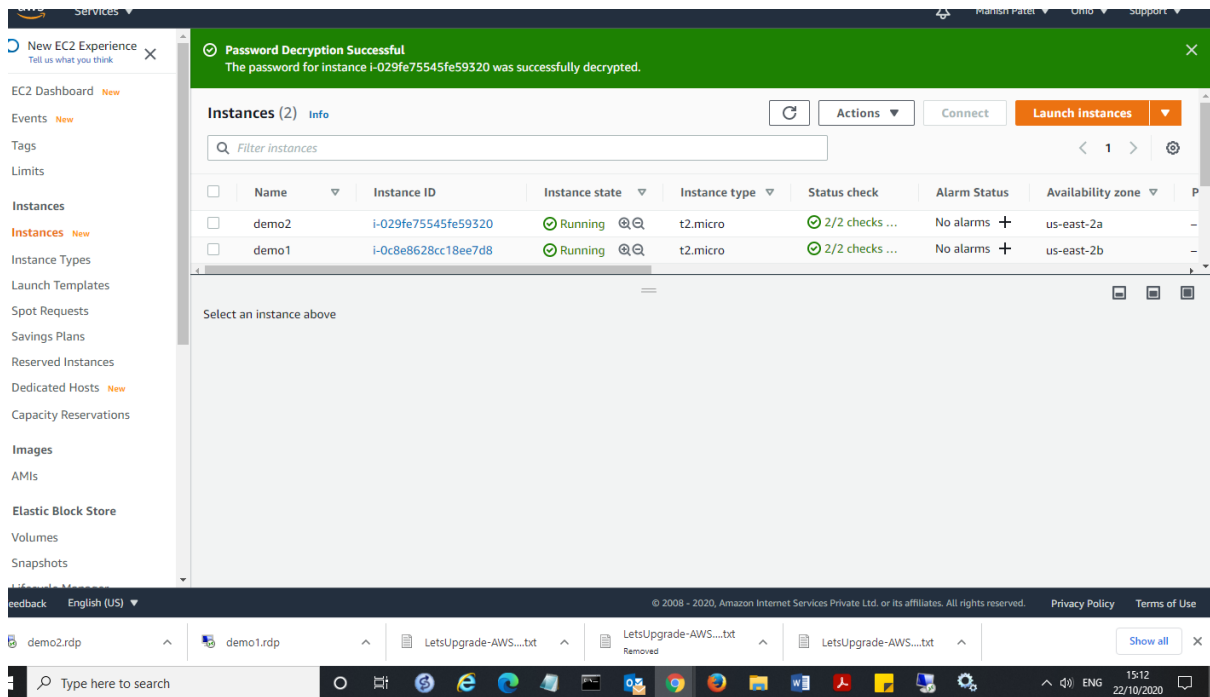 aws Services Manish Patel Ohio Support
New EC2 Experience
Tell us what you think
EC2 Dashboard New
Events New
Tags
Limits
Instances
Instances New
Instance Types
Launch Templates
Spot Requests
Savings Plans
Reserved Instances
Dedicated Hosts New
Capacity Reservations
Images
AMIs
Elastic Block Store
Volumes
Snapshots
Lifecycle Manager
Password Decryption Successful
The password for instance i-029fe75545fe59320 was successfully decrypted.
Instances (2) Info Actions Connect Launch instances
Filter instances 1
Name Instance ID Instance state Instance type Status check Alarm Status Availability zone P
demo2 i-029fe75545fe59320 Running t2.micro 2/2 checks ... No alarms + us-east-2a –
demo1 i-0c8e8628cc18ee7d8 Running t2.micro 2/2 checks ... No alarms + us-east-2b –
Select an instance above
eedback English (US) © 2008 - 2020, Amazon Internet Services Private Ltd. or its affiliates. All rights reserved. Privacy Policy Terms of Use
demo2.rdp demo1.rdp LetsUpgrade-AWS....txt LetsUpgrade-AWS....txt LetsUpgrade-AWS....txt Show all
Removed
Type here to search ENG 15:12
22/10/2020